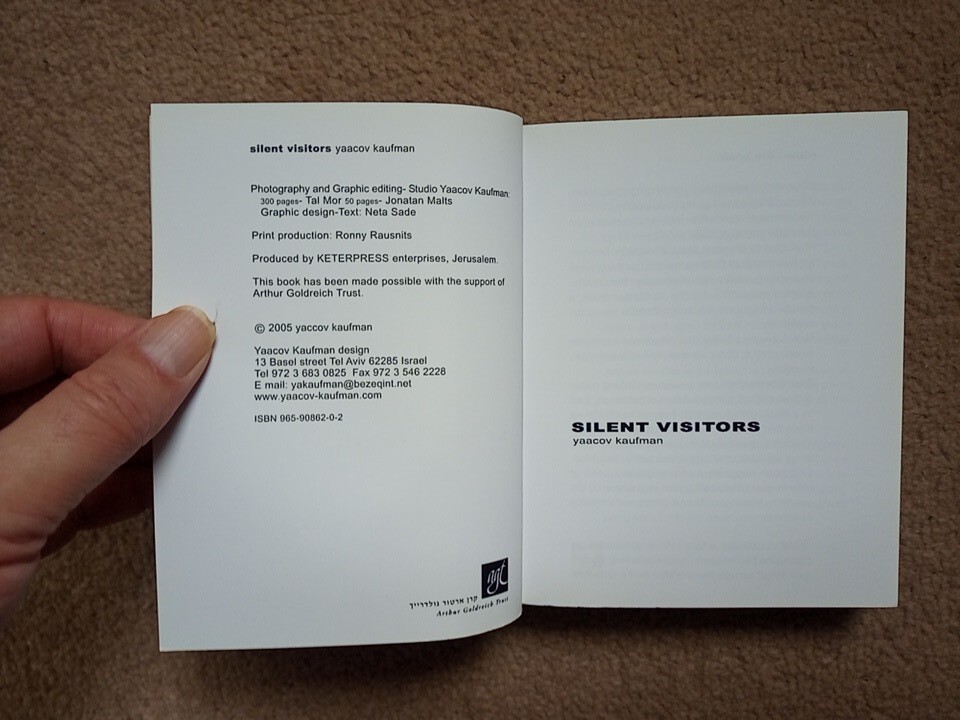 silent visitors yaacov kaufman
Photography and Graphic editing- Studio Yaacov Kaufman:
300 pages- Tal Mor 50 pages- Jonatan Malts
Graphic design-Text: Neta Sade
Print production: Ronny Rausnits
Produced by KETERPRESS enterprises, Jerusalem.
This book has been made possible with the support of
Arthur Goldreich Trust.
© 2005 yaccov kaufman
Yaacov Kaufman design
13 Basel street Tel Aviv 62285 Israel
Tel 972 3 683 0825 Fax 972 3 546 2228
E mail: yakaufman@bezeqint.net
www.yaacov-kaufman.com
ISBN 965-90862-0-2
agt
קרן ארטור גולדרייך
Arthur Goldreich Trust
SILENT VISITORS
yaacov kaufman